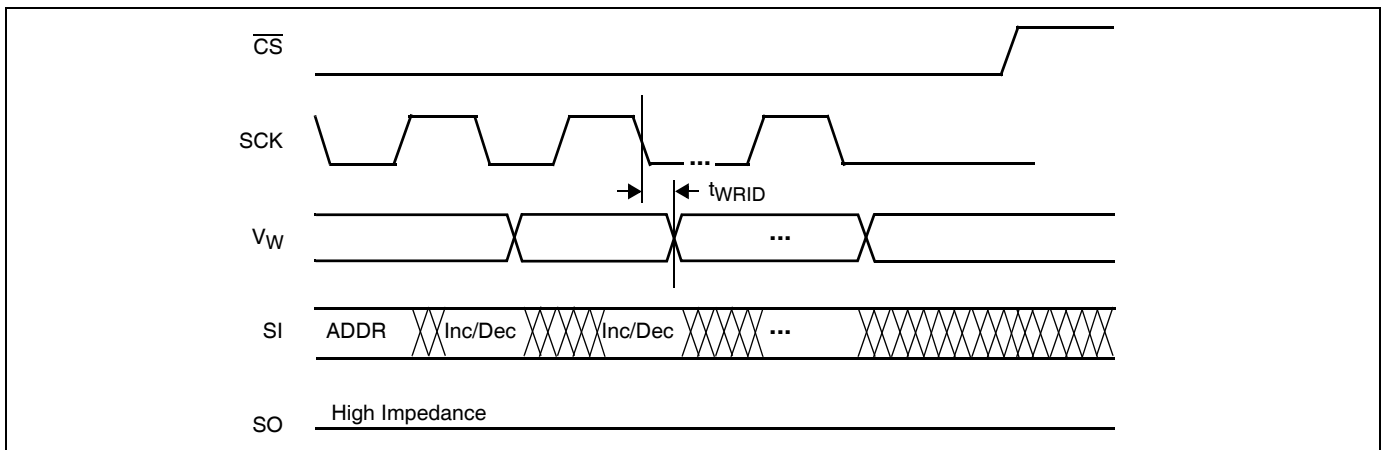 CS
SCK
...
tWRID
VW
...
SI ADDR Inc/Dec Inc/Dec ...
High Impedance
SO